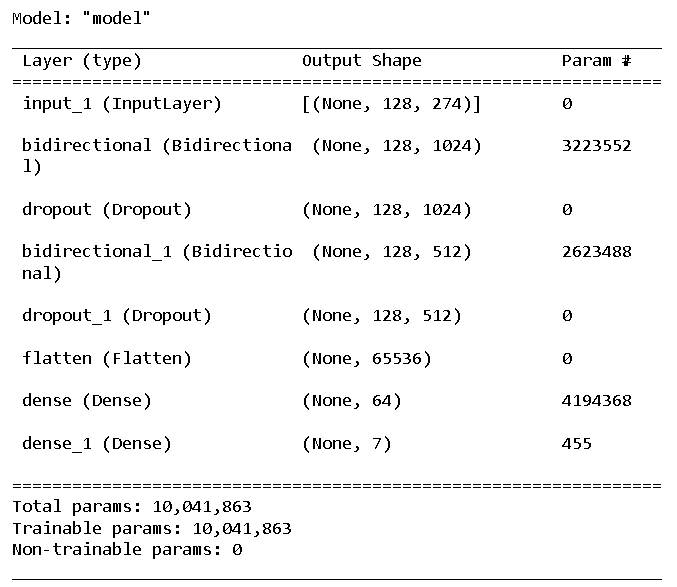 Model: "model"
Layer (type) Output Shape Param #
=================================================================
input_1 (InputLayer) [(None, 128, 274)] 0
bidirectional (Bidirectiona (None, 128, 1024) 3223552
l)
dropout (Dropout) (None, 128, 1024) 0
bidirectional_1 (Bidirectio (None, 128, 512) 2623488
nal)
dropout_1 (Dropout) (None, 128, 512) 0
flatten (Flatten) (None, 65536) 0
dense (Dense) (None, 64) 4194368
dense_1 (Dense) (None, 7) 455
=================================================================
Total params: 10,041,863
Trainable params: 10,041,863
Non-trainable params: 0